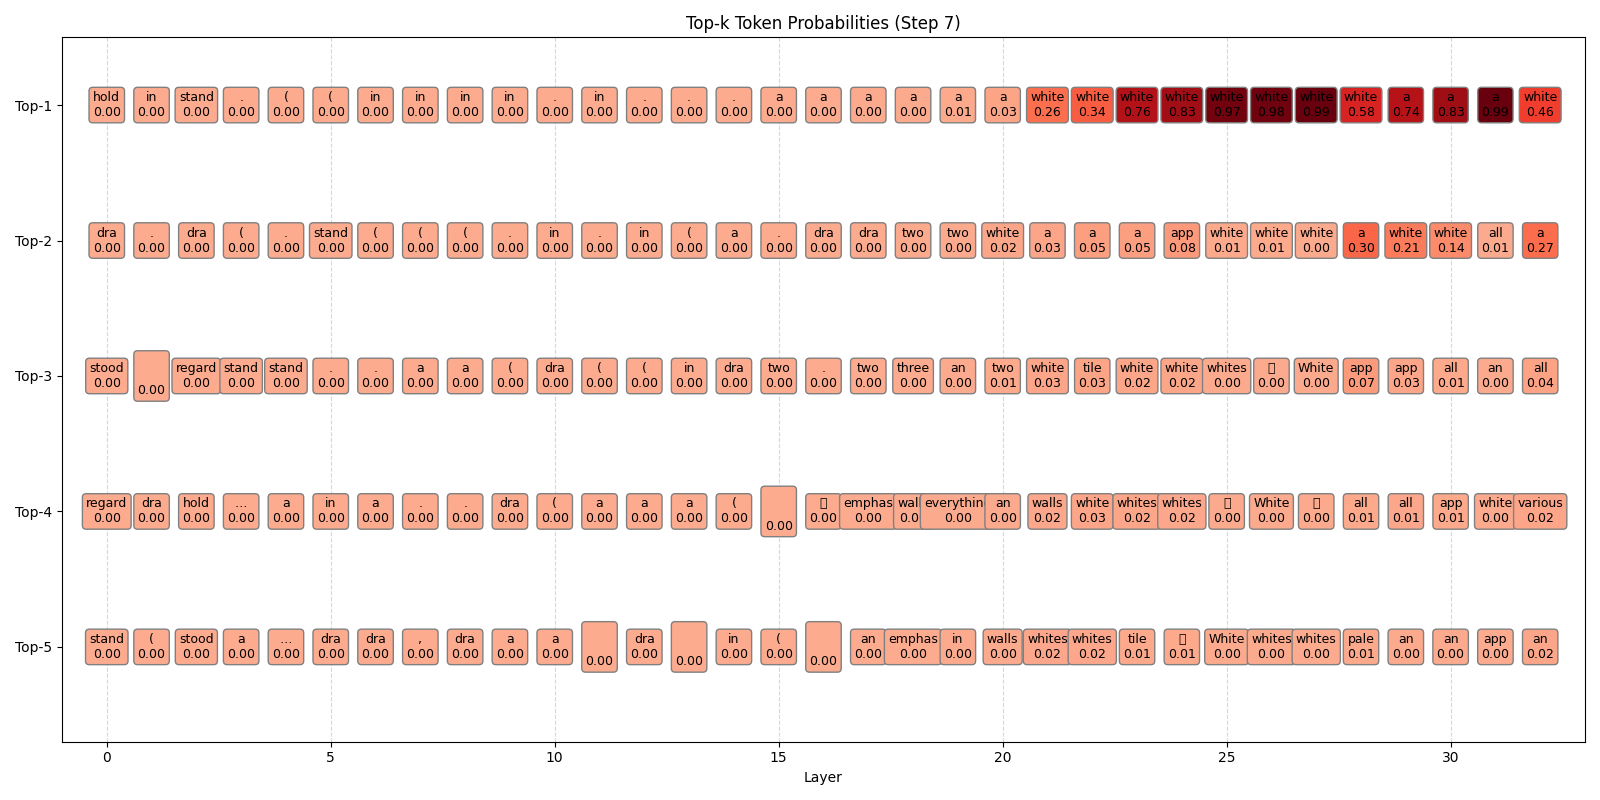 Top-k Token Probabilities (Step 7)
hold in stand . ( ( in in in in . in . . . a a a a a a white white white white white white white white a a a white
Top-1 0.00 0.00 0.00 0.00 0.00 0.00 0.00 0.00 0.00 0.00 0.00 0.00 0.00 0.00 0.00 0.00 0.00 0.00 0.00 0.01 0.03 0.26 0.34 0.76 0.83 0.97 0.98 0.99 0.58 0.74 0.83 0.99 0.46
dra . dra ( . stand ( ( ( . in . in ( a . dra dra two two white a a a app white white white a white white all a
Top-2 0.00 0.00 0.00 0.00 0.00 0.00 0.00 0.00 0.00 0.00 0.00 0.00 0.00 0.00 0.00 0.00 0.00 0.00 0.00 0.00 0.02 0.03 0.05 0.05 0.08 0.01 0.01 0.00 0.30 0.21 0.14 0.01 0.27
stood regard stand stand . . a a ( dra ( ( in dra two . two three an two white tile white white whites White app app all an all
Top-3 0.00 0.00 0.00 0.00 0.00 0.00 0.00 0.00 0.00 0.00 0.00 0.00 0.00 0.00 0.00 0.00 0.00 0.00 0.00 0.00 0.01 0.03 0.03 0.02 0.02 0.00 0.00 0.00 0.07 0.03 0.01 0.00 0.04
regard dra hold ... a in a . . dra ( a a a ( emphas wal everythin an walls white whites whites White all all app white various
Top-4 0.00 0.00 0.00 0.00 0.00 0.00 0.00 0.00 0.00 0.00 0.00 0.00 0.00 0.00 0.00 0.00 0.00 0.00 0.0 0.00 0.00 0.02 0.03 0.02 0.02 0.00 0.00 0.00 0.01 0.01 0.01 0.00 0.02
stand ( stood a ... dra dra , dra a a dra in ( an emphas in walls whites whites tile White whites whites pale an an app an
Top-5 0.00 0.00 0.00 0.00 0.00 0.00 0.00 0.00 0.00 0.00 0.00 0.00 0.00 0.00 0.00 0.00 0.00 0.00 0.00 0.00 0.00 0.02 0.02 0.01 0.01 0.00 0.00 0.00 0.01 0.00 0.00 0.00 0.02
0 5 10 15 20 25 30
Layer